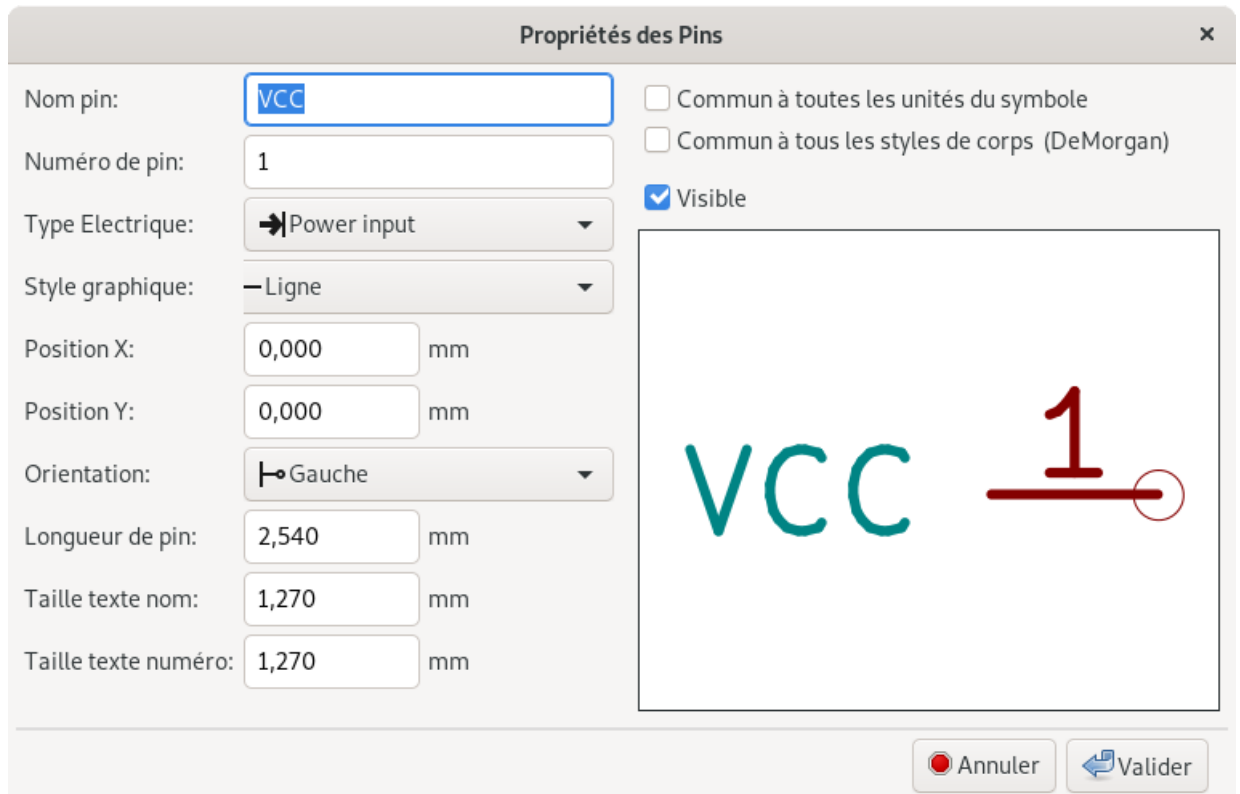 Propriétés des Pins ×
Nom pin: VCC
Numéro de pin: 1
Type Electrique: Power input
Style graphique: Ligne
Position X: 0,000 mm
Position Y: 0,000 mm
Orientation: Gauche
Longueur de pin: 2,540 mm
Taille texte nom: 1,270 mm
Taille texte numéro: 1,270 mm
Commun à toutes les unités du symbole
Commun à tous les styles de corps (DeMorgan)
Visible
1
VCC
Annuler Valider